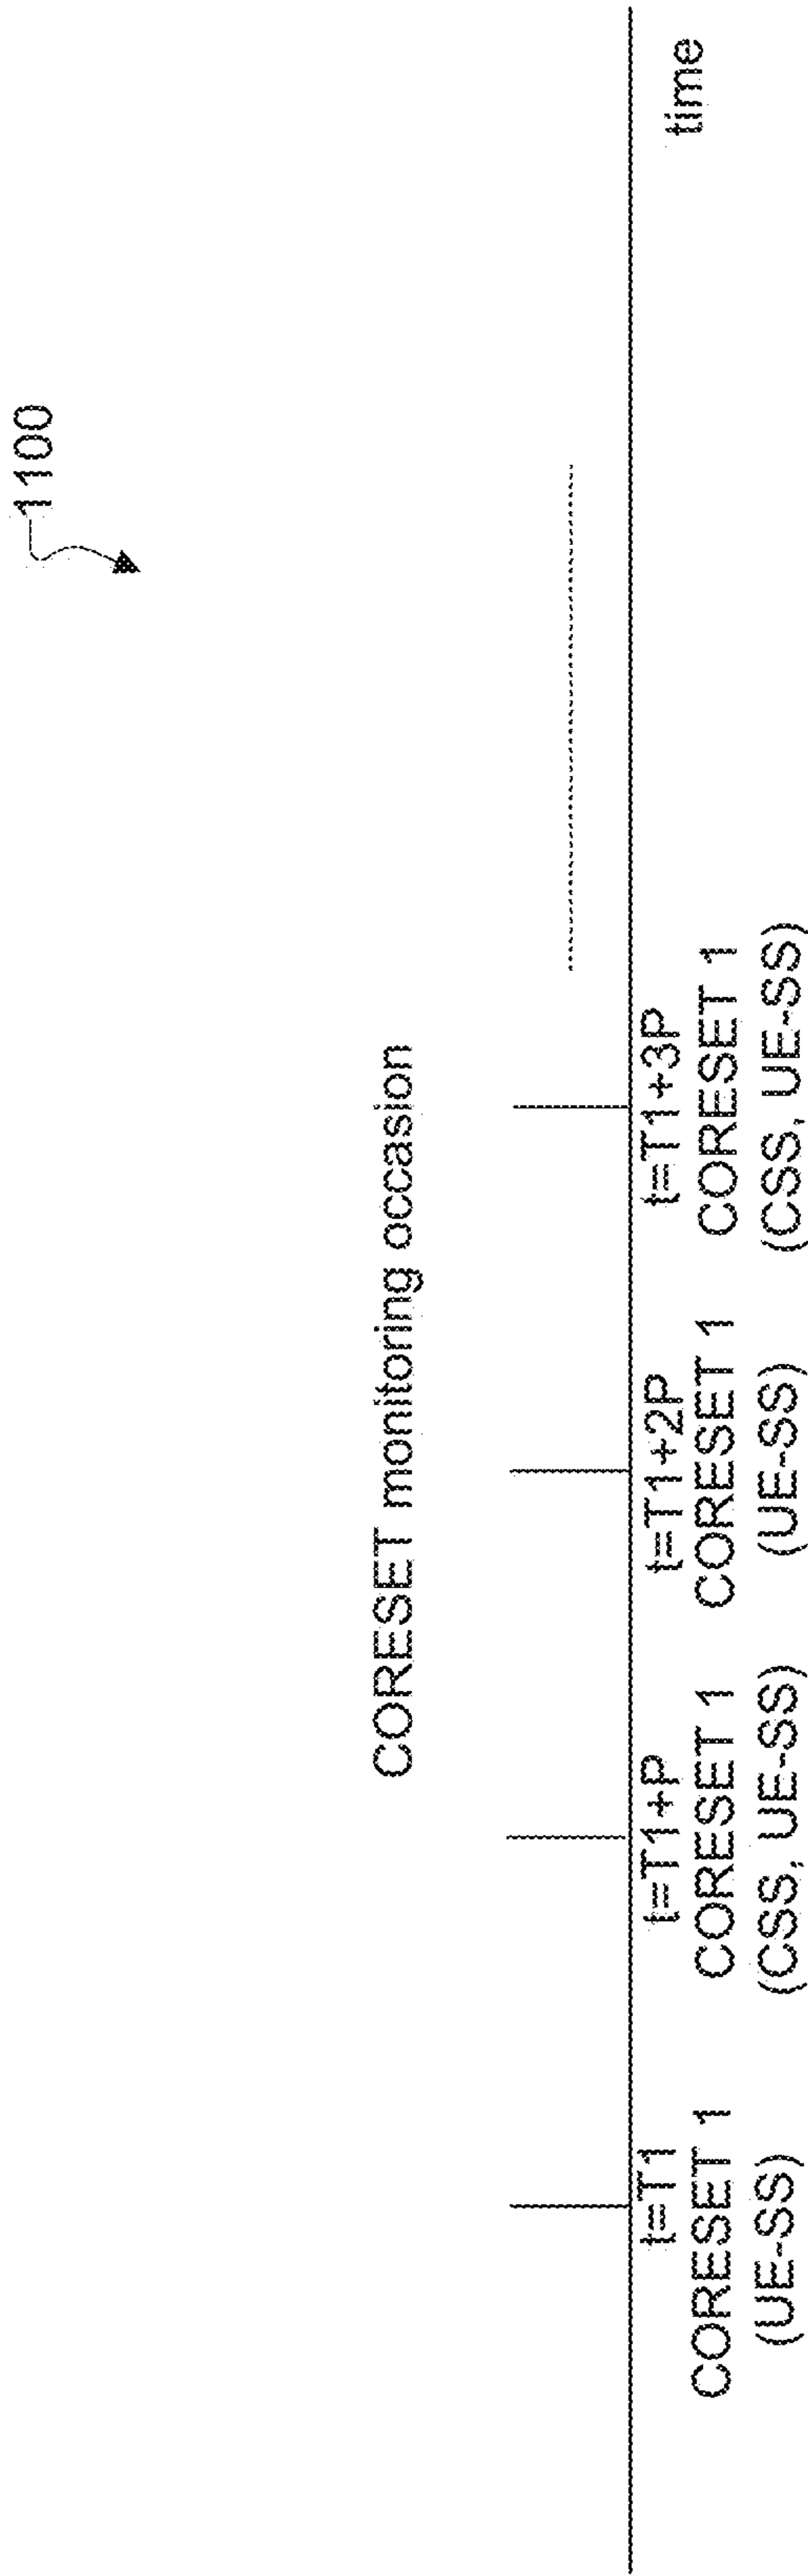 1100
CORESET monitoring occasion
t=T1
CORESET 1
(UE-SS)
t=T1+P
CORESET 1
(CSS, UE-SS)
t=T1+2P
CORESET 1
(UE-SS)
t=T1+3P
CORESET 1
(CSS, UE-SS)
time